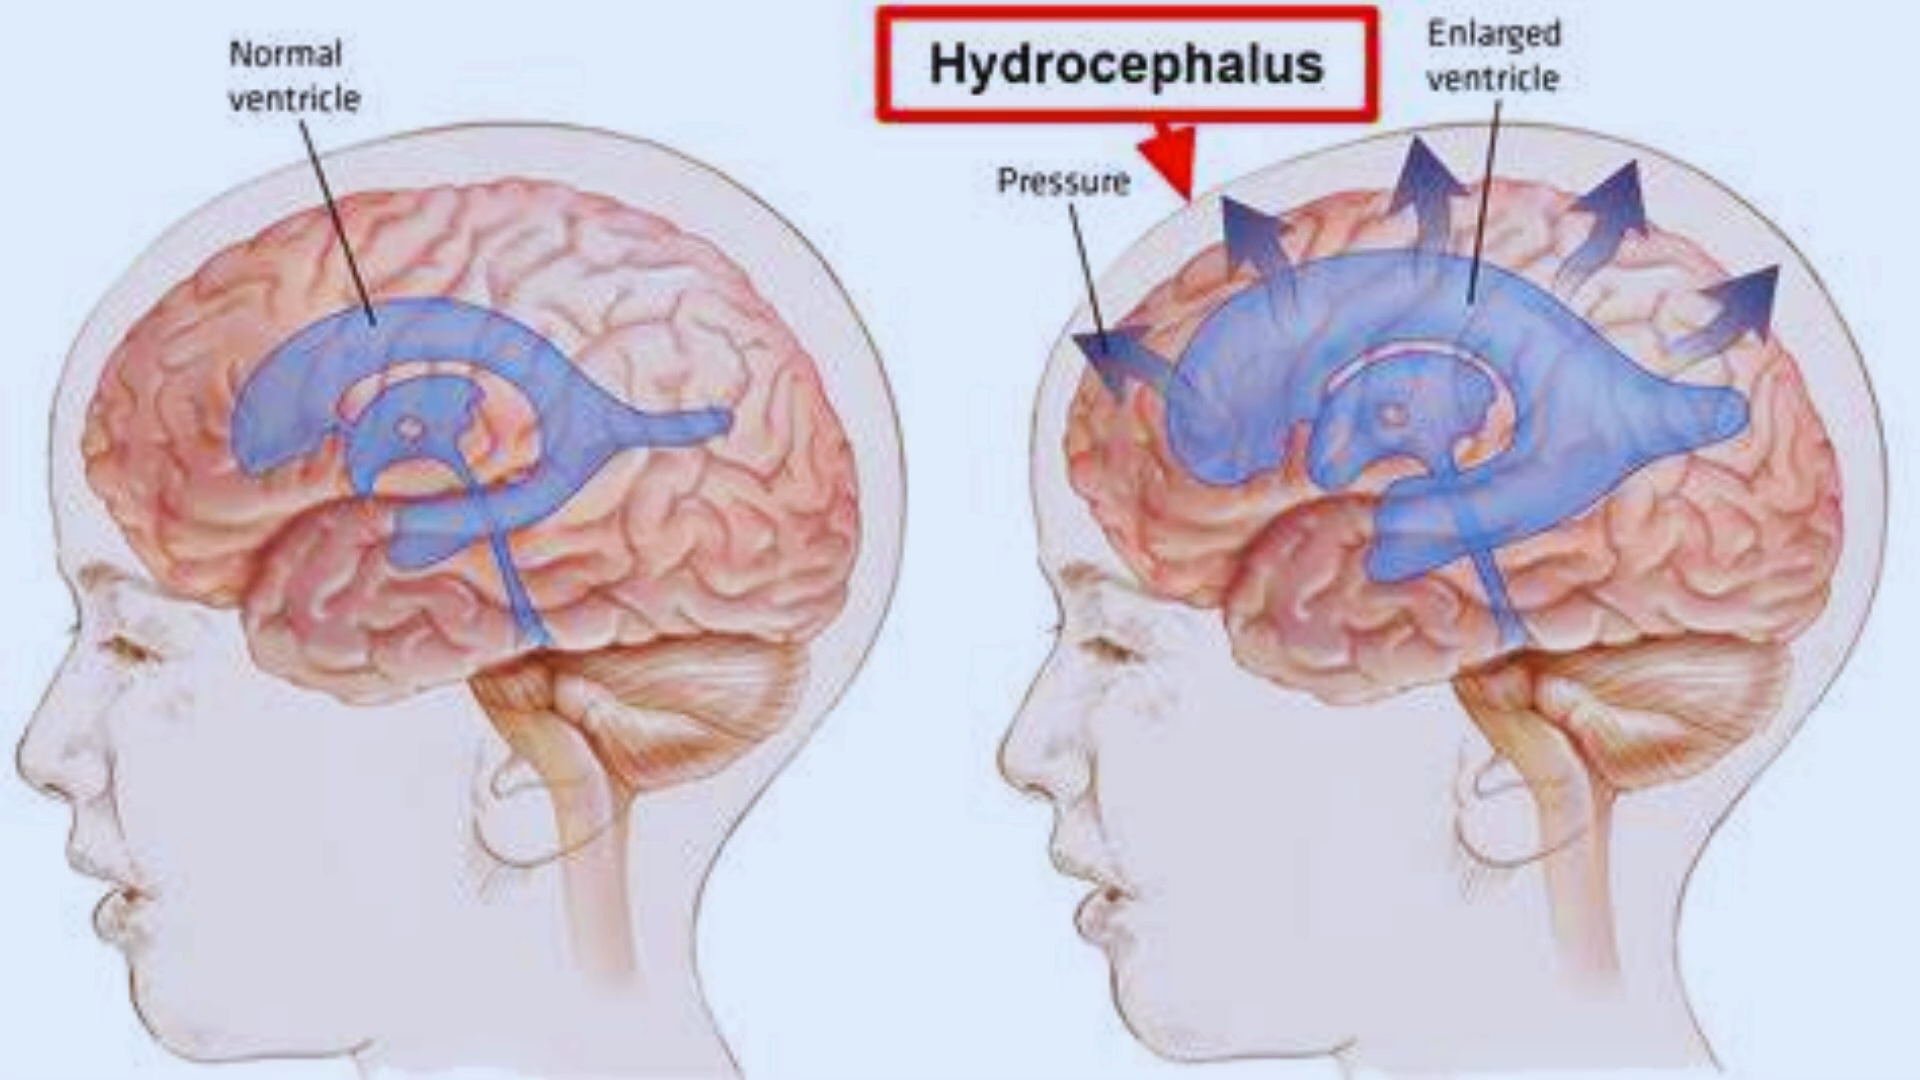 Normal
ventricle
Hydrocephalus
Enlarged
ventricle
Pressure